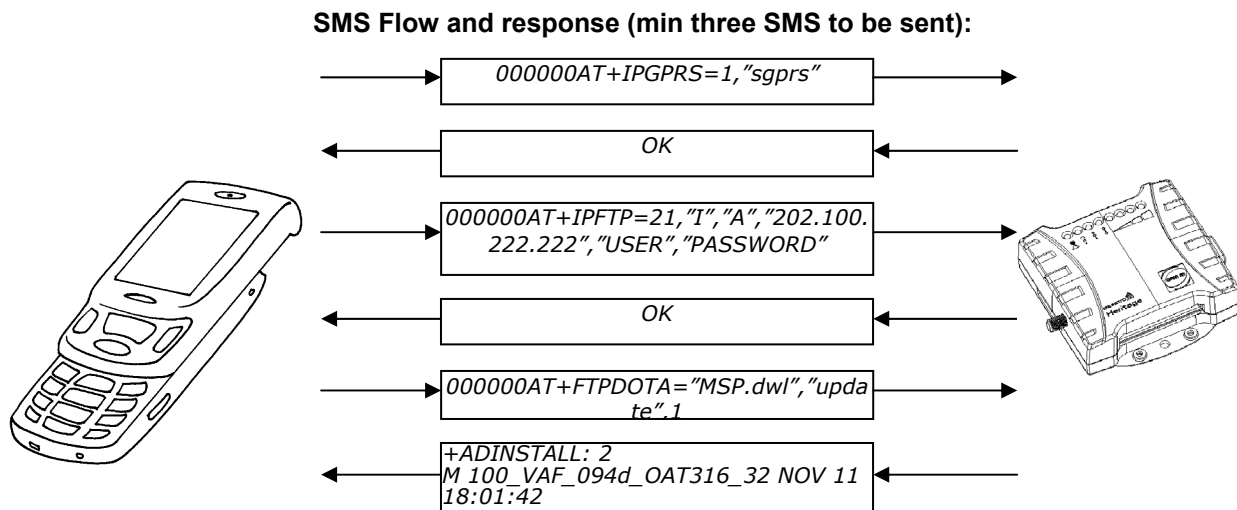 SMS Flow and response (min three SMS to be sent):
000000AT+IPGPRS=1,"sgprs"
OK
000000AT+IPFTP=21,"I","A","202.100.
222.222","USER","PASSWORD"
Heritage
OK
000000AT+FTPDOTA="MSP.dwl","upda
te",1
+ADINSTALL: 2
M 100_VAF_094d_OAT316_32 NOV 11
18:01:42